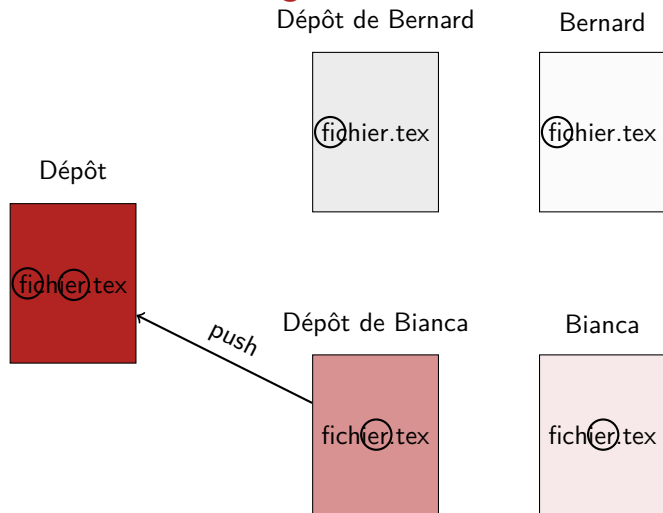 Dépôt de Bernard
Bernard
fichier.tex
fichier.tex
Dépôt
fichier.tex
push
Dépôt de Bianca
Bianca
fichier.tex
fichier.tex